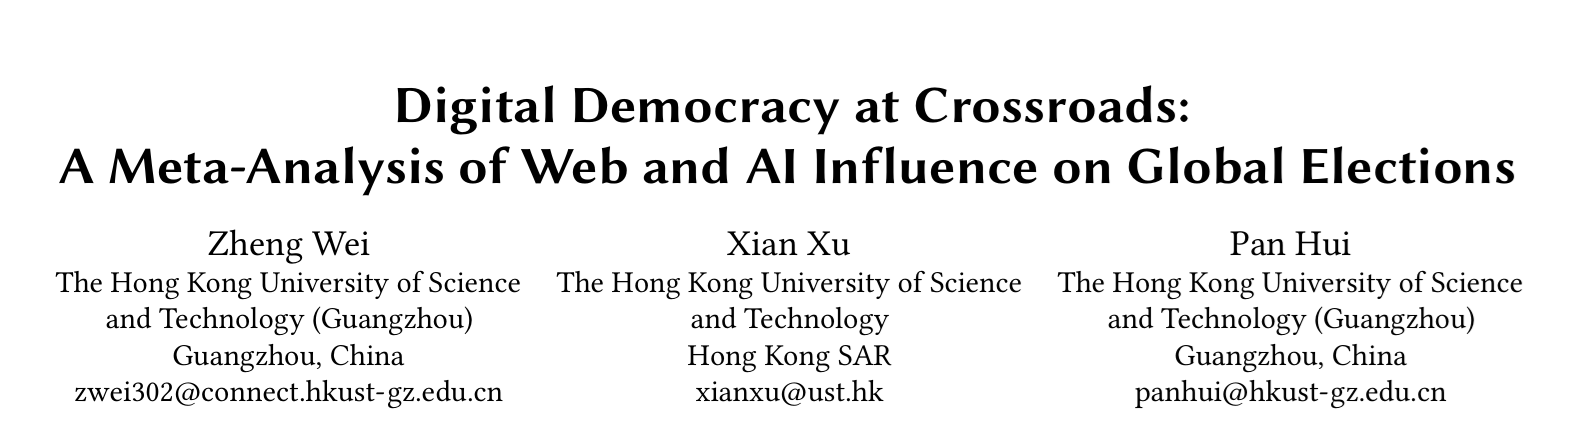 Digital Democracy at Crossroads:
A Meta-Analysis of Web and AI Influence on Global Elections
Zheng Wei
The Hong Kong University of Science
and Technology (Guangzhou)
Guangzhou, China
zwei302@connect.hkust-gz.edu.cn
Xian Xu
The Hong Kong University of Science
and Technology
Hong Kong SAR
xianxu@ust.hk
Pan Hui
The Hong Kong University of Science
and Technology (Guangzhou)
Guangzhou, China
panhui@hkust-gz.edu.cn